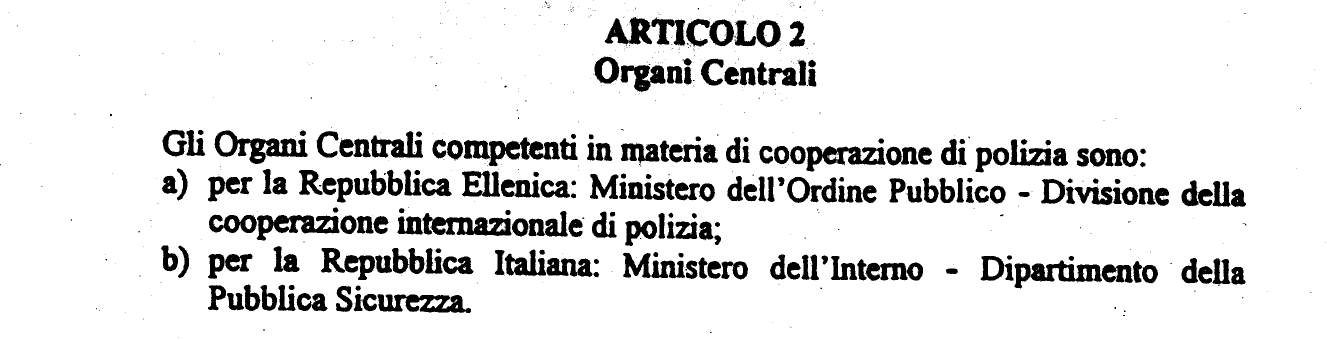 ARTICOLO 2
Organi Centrali
Gli Organi Centrali competenti in materia di cooperazione di polizia sono:
a) per la Repubblica Ellenica: Ministero dell'Ordine Pubblico - Divisione della
cooperazione internazionale di polizia;
b) per la Repubblica Italiana: Ministero dell'Interno - Dipartimento della
Pubblica Sicurezza.